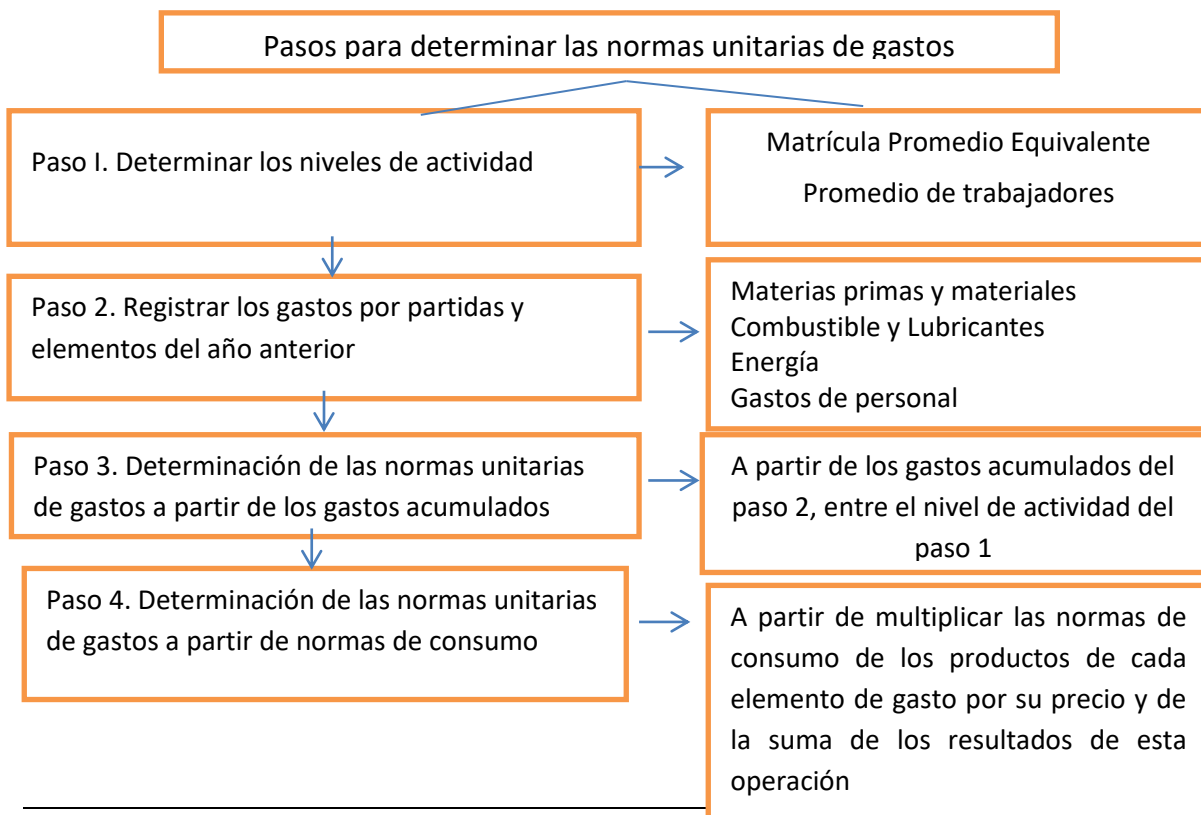 Pasos para determinar las normas unitarias de gastos
Paso I. Determinar los niveles de actividad
Matrícula Promedio Equivalente
Promedio de trabajadores
Paso 2. Registrar los gastos por partidas y
elementos del año anterior
Materias primas y materiales
Combustible y Lubricantes
Energía
Gastos de personal
Paso 3. Determinación de las normas unitarias
de gastos a partir de los gastos acumulados
A partir de los gastos acumulados del
paso 2, entre el nivel de actividad del
paso 1
Paso 4. Determinación de las normas unitarias
de gastos a partir de normas de consumo
A partir de multiplicar las normas de
consumo de los productos de cada
elemento de gasto por su precio y de
la suma de los resultados de esta
operación